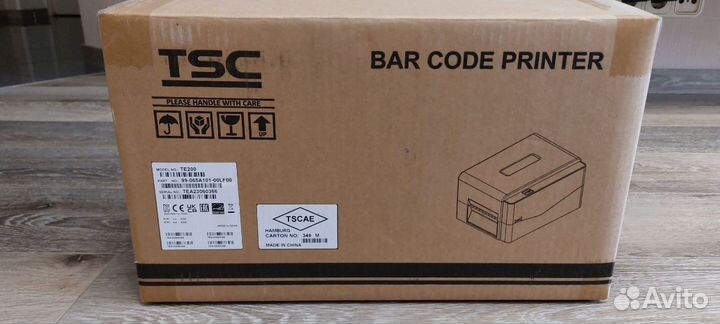 TSC
BAR CODE PRINTER
PLEASE HANDLE WITH CARE
UP
MODEL NO.: TE200
PART NO.: 99-065A101-00LF00
SERIAL NO.: TEA23060366
TSCAE
HAMBURG
CARTON NO: 349 M
MADE IN CHINA
Avito